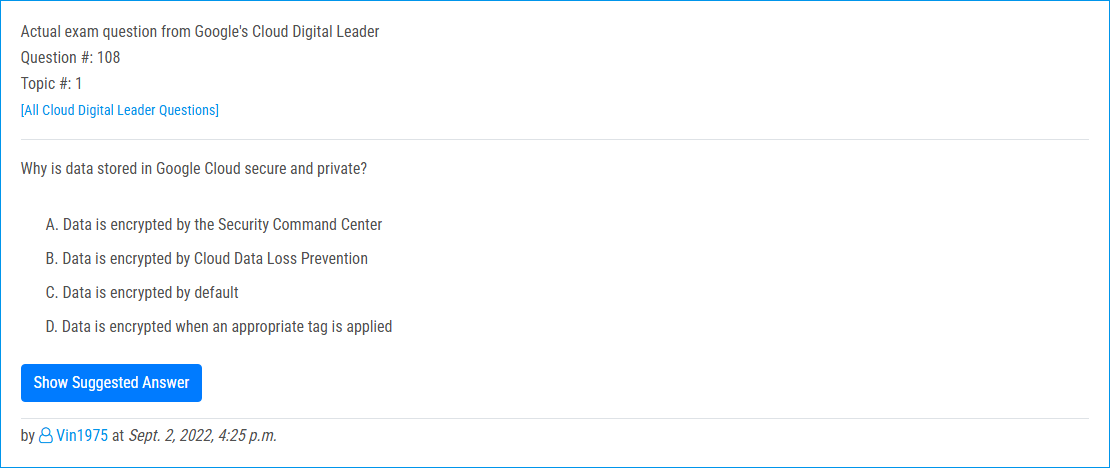 Actual exam question from Google's Cloud Digital Leader
Question #: 108
Topic #: 1
[All Cloud Digital Leader Questions]
Why is data stored in Google Cloud secure and private?
A. Data is encrypted by the Security Command Center
B. Data is encrypted by Cloud Data Loss Prevention
C. Data is encrypted by default
D. Data is encrypted when an appropriate tag is applied
Show Suggested Answer
by Vin1975 at Sept. 2, 2022, 4:25 p.m.